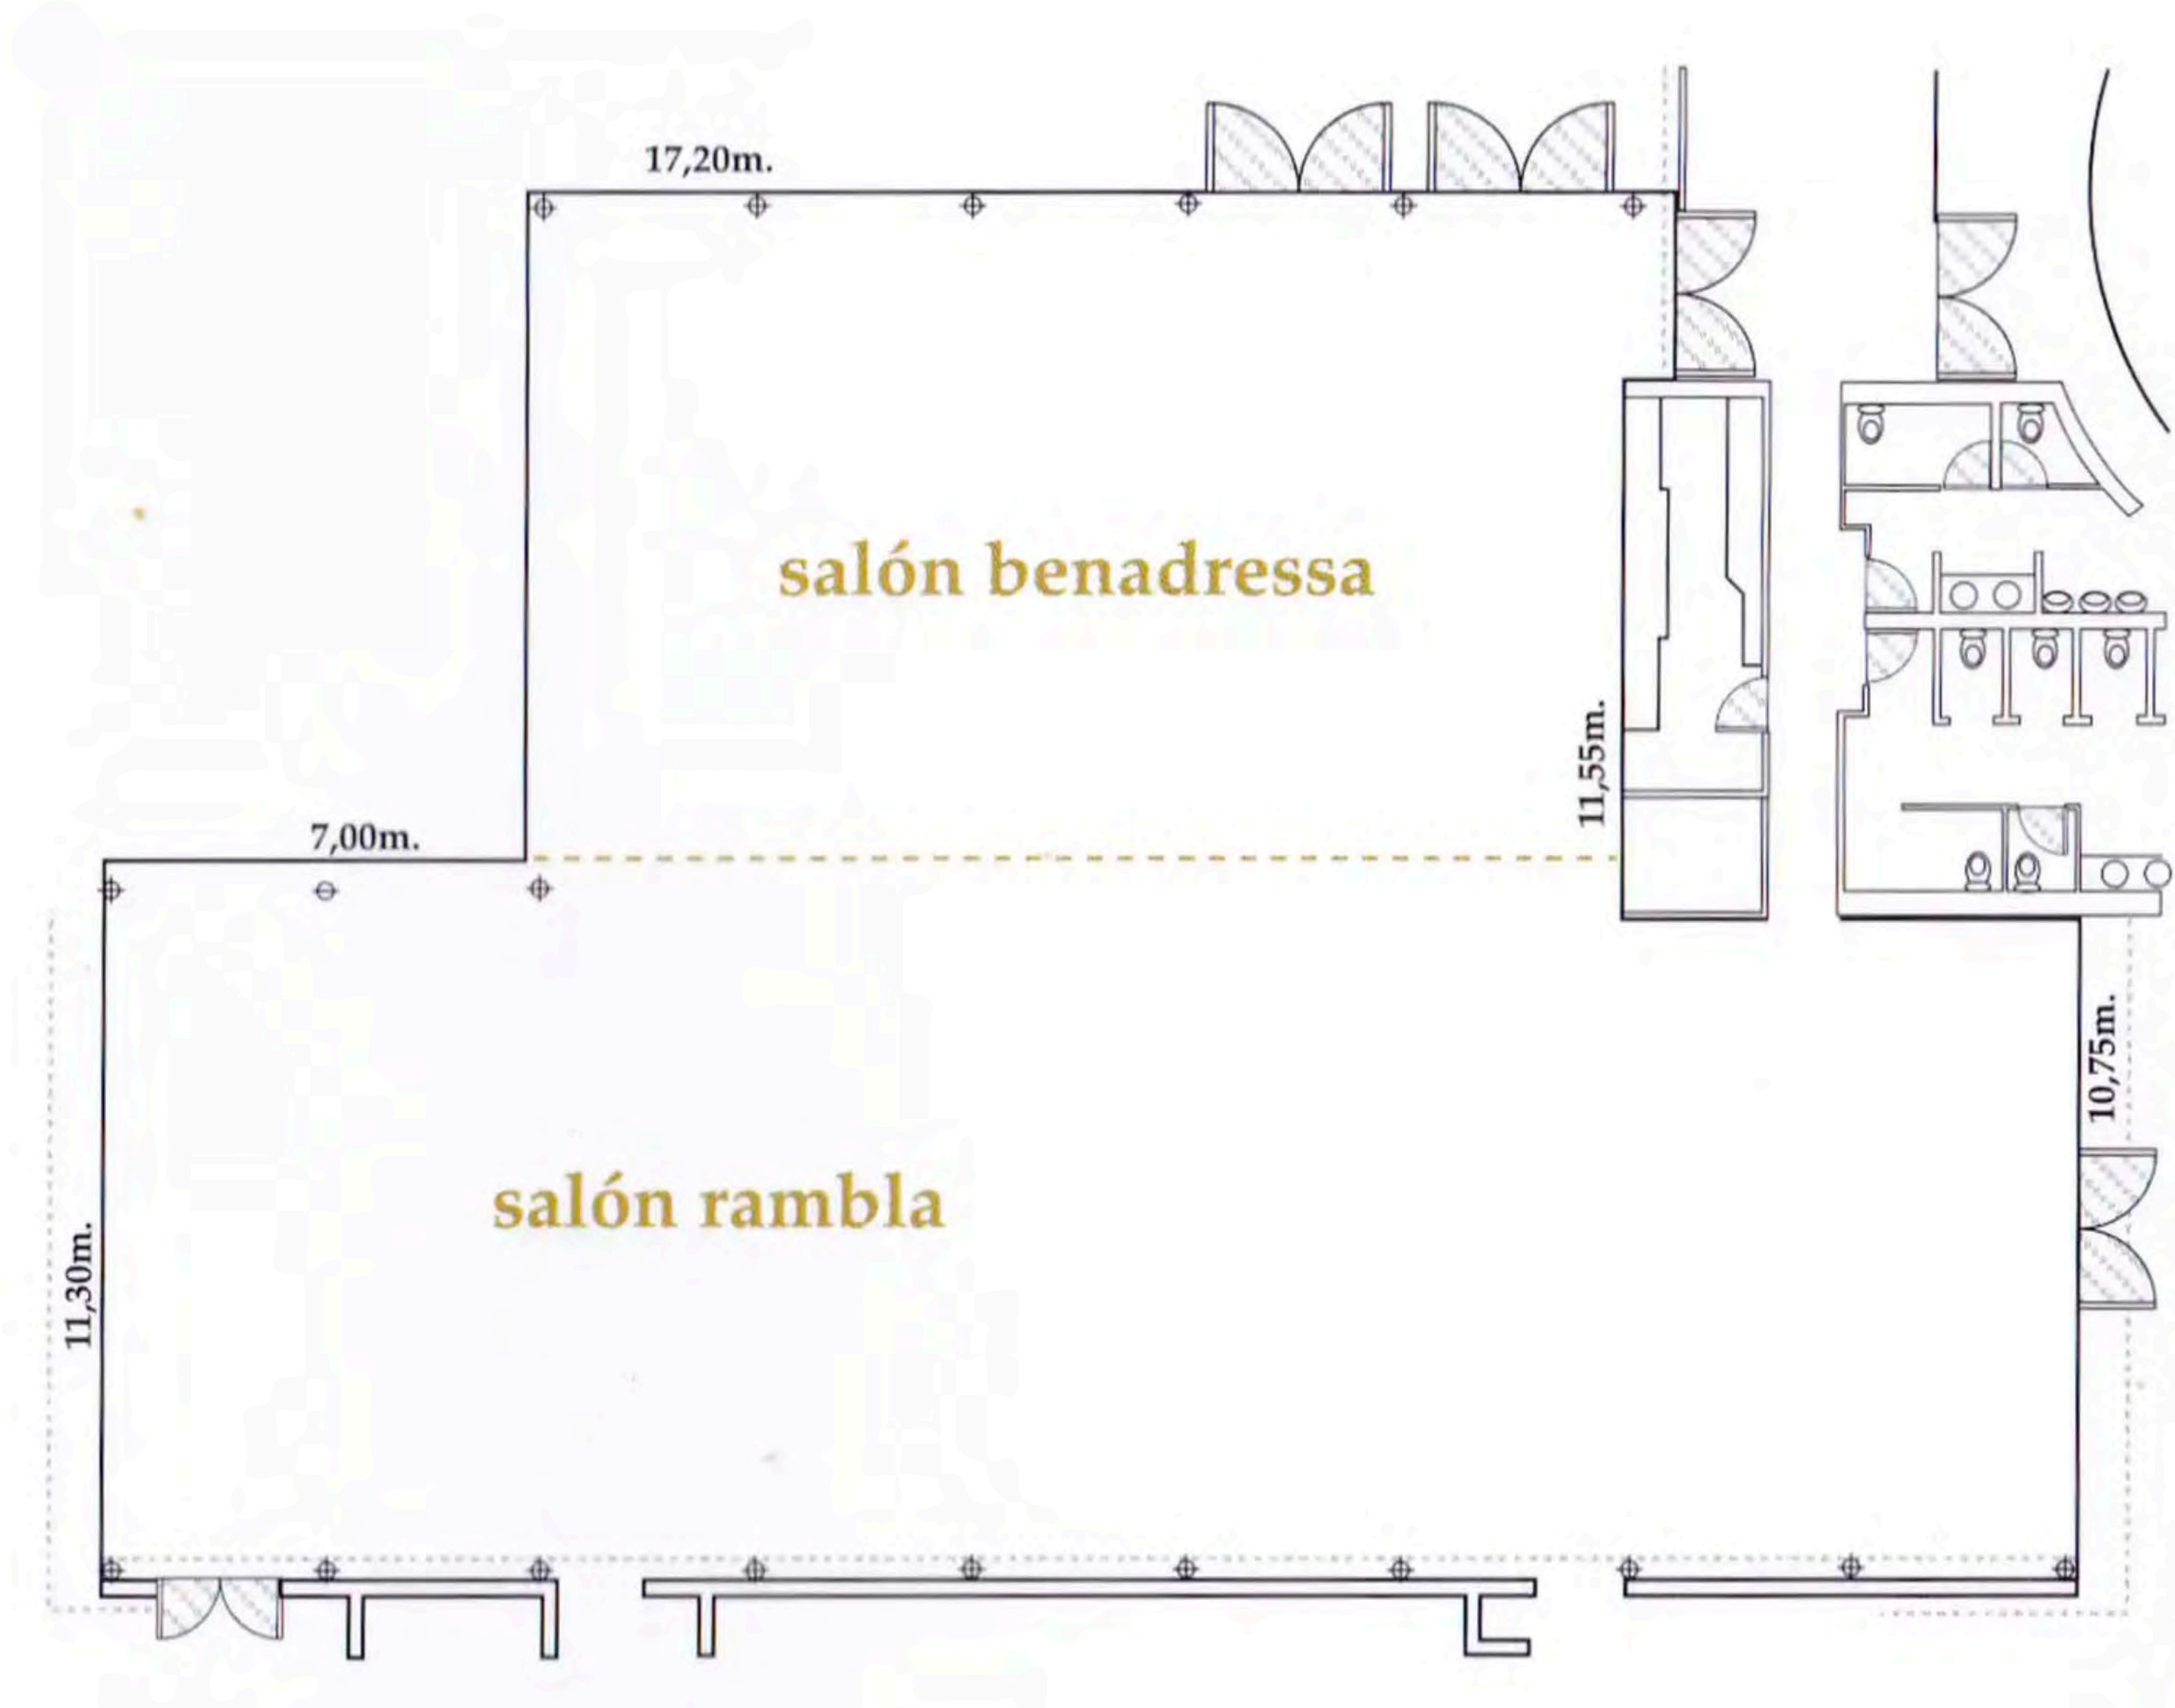 17,20m.
salón benadressa
11,55m.
7,00m.
10,75m.
salón rambla
11,30m.